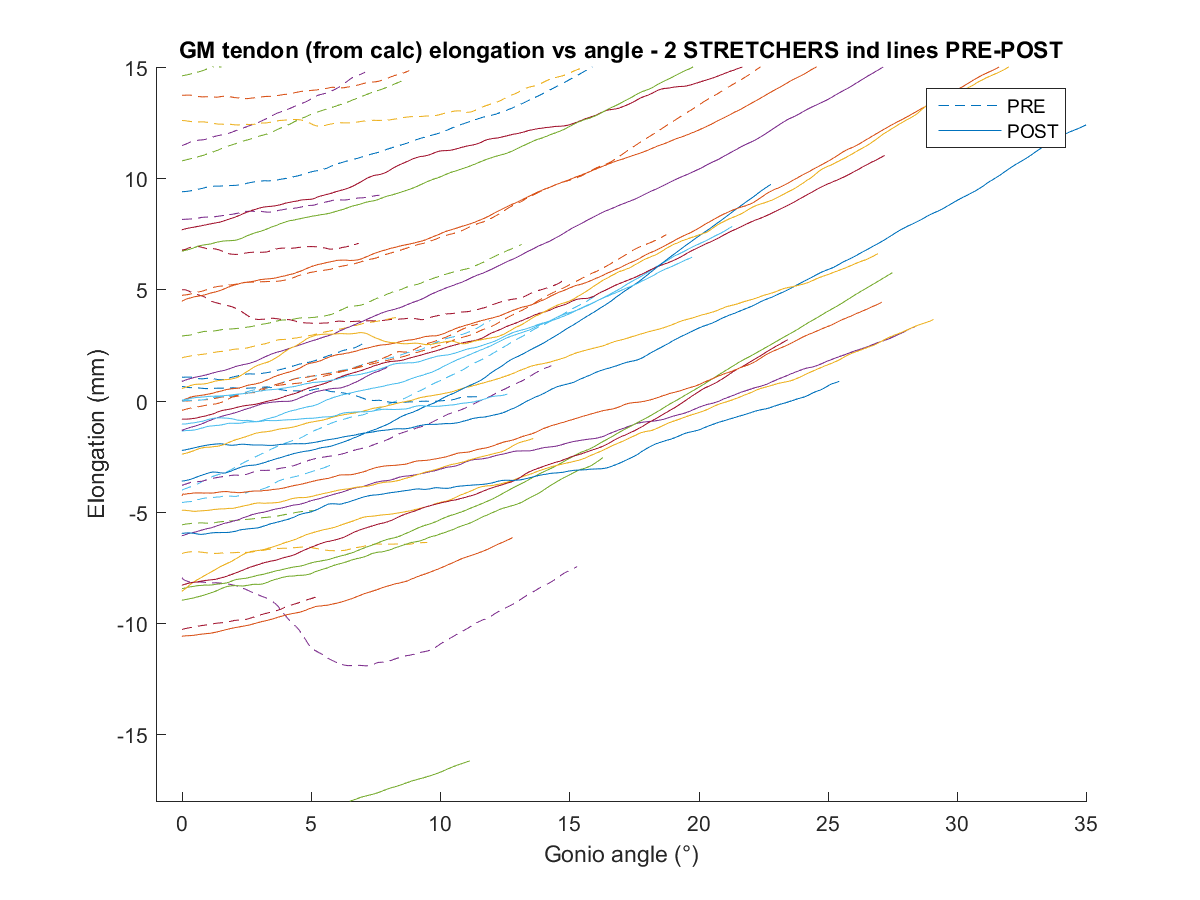 GM tendon (from calc) elongation vs angle - 2 STRETCHERS ind lines PRE-POST
PRE
POST
15
10
5
0
-5
-10
-15
Elongation (mm)
0 5 10 15 20 25 30 35
Gonio angle (°)